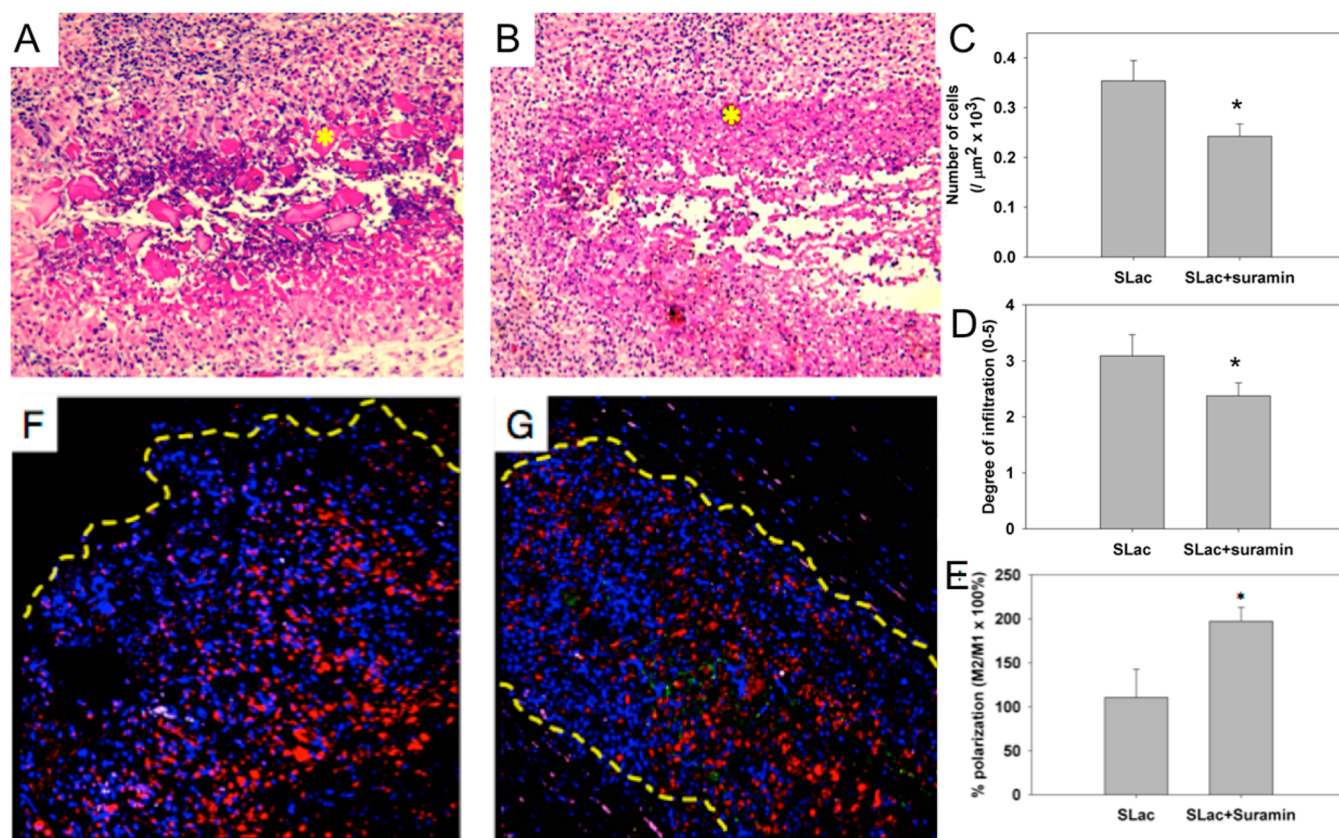 A
B
C
Number of cells
(/ μm² x 10³)
0.4
0.3
0.2
0.1
0.0
*
SLac
SLac+suramin
D
Degree of infiltration (0-5)
4
3
2
1
0
*
SLac
SLac+suramin
E
% polarization (M2/M1 x 100%)
250
200
150
100
50
0
*
SLac
SLac+Suramin
F
G